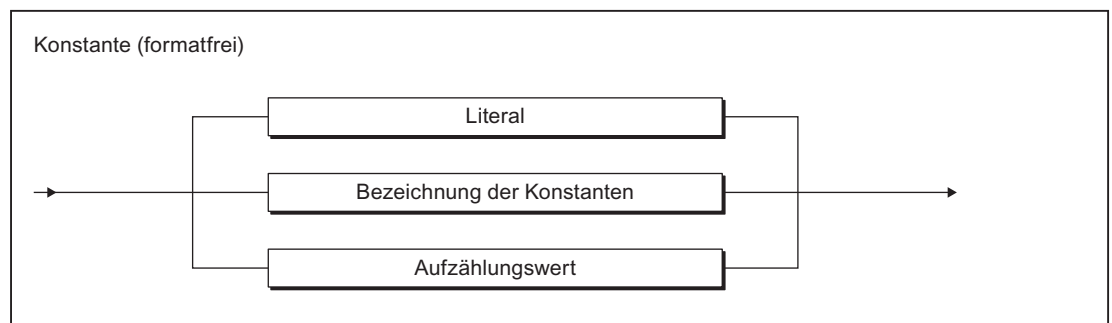 Konstante (formatfrei)
Literal
Bezeichnung der Konstanten
Aufzählungswert